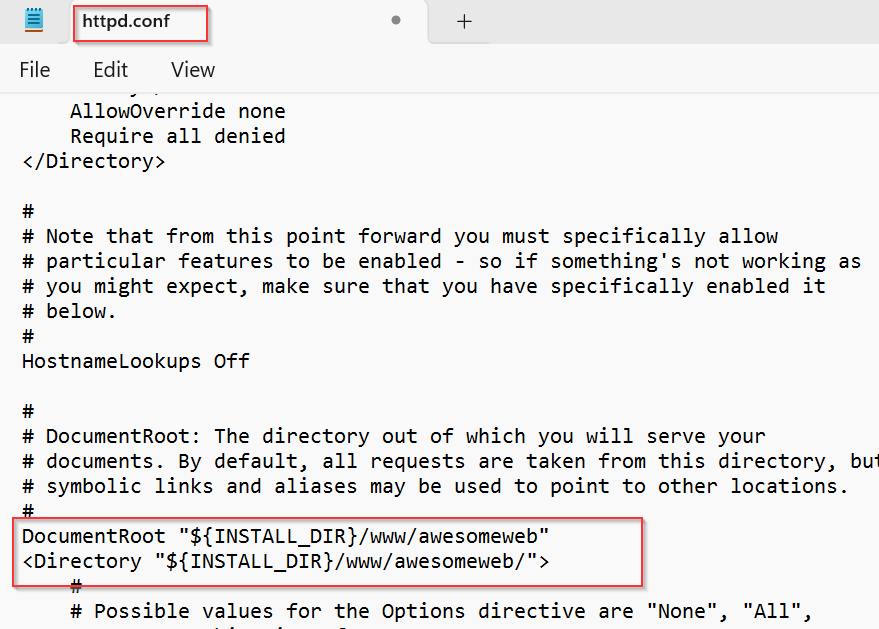 httpd.conf
File Edit View
AllowOverride none
Require all denied
</Directory>
#
# Note that from this point forward you must specifically allow
# particular features to be enabled - so if something's not working as
# you might expect, make sure that you have specifically enabled it
# below.
#
HostnameLookups Off
#
# DocumentRoot: The directory out of which you will serve your
# documents. By default, all requests are taken from this directory, but
# symbolic links and aliases may be used to point to other locations.
#
DocumentRoot "${INSTALL_DIR}/www/awesomeweb"
<Directory "${INSTALL_DIR}/www/awesomeweb/">
#
# Possible values for the Options directive are "None", "All",